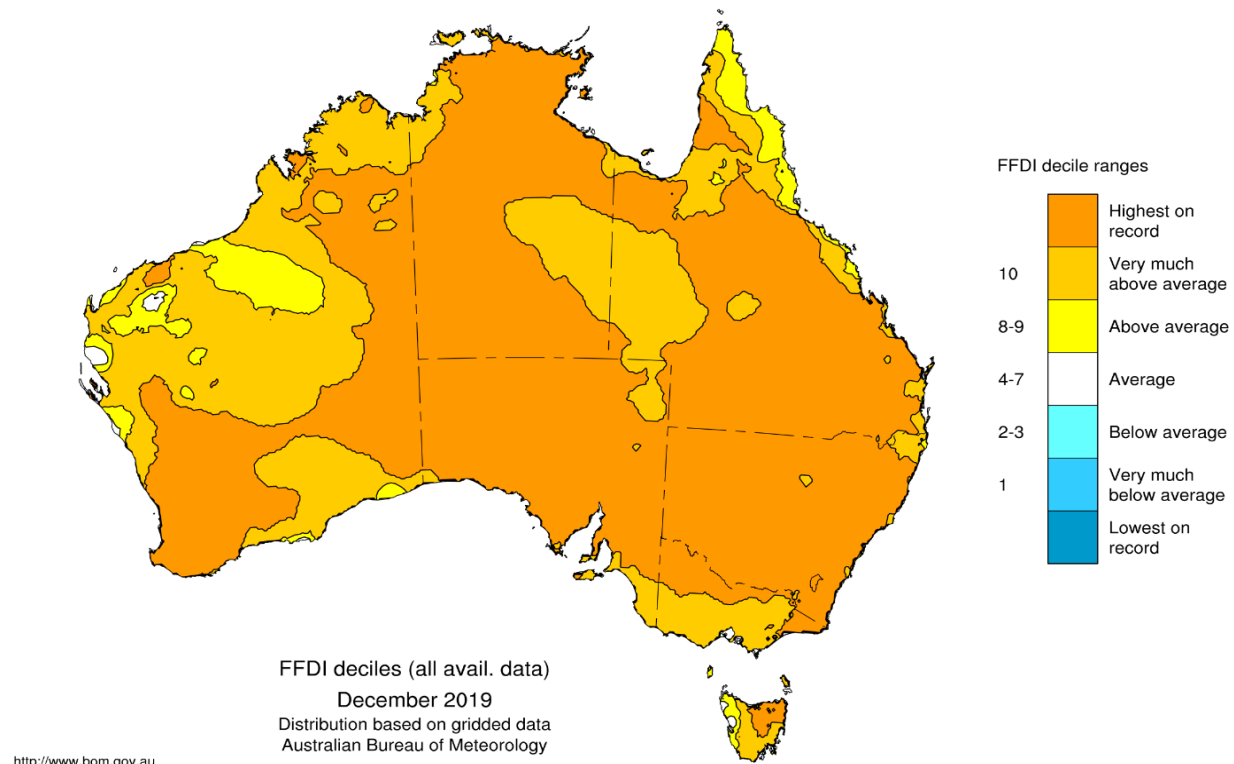 FFDI decile ranges
Highest on
record
10
Very much
above average
8-9
Above average
4-7
Average
2-3
Below average
1
Very much
below average
Lowest on
record
FFDI deciles (all avail. data)
December 2019
Distribution based on gridded data
Australian Bureau of Meteorology
http://www.bom.gov.au